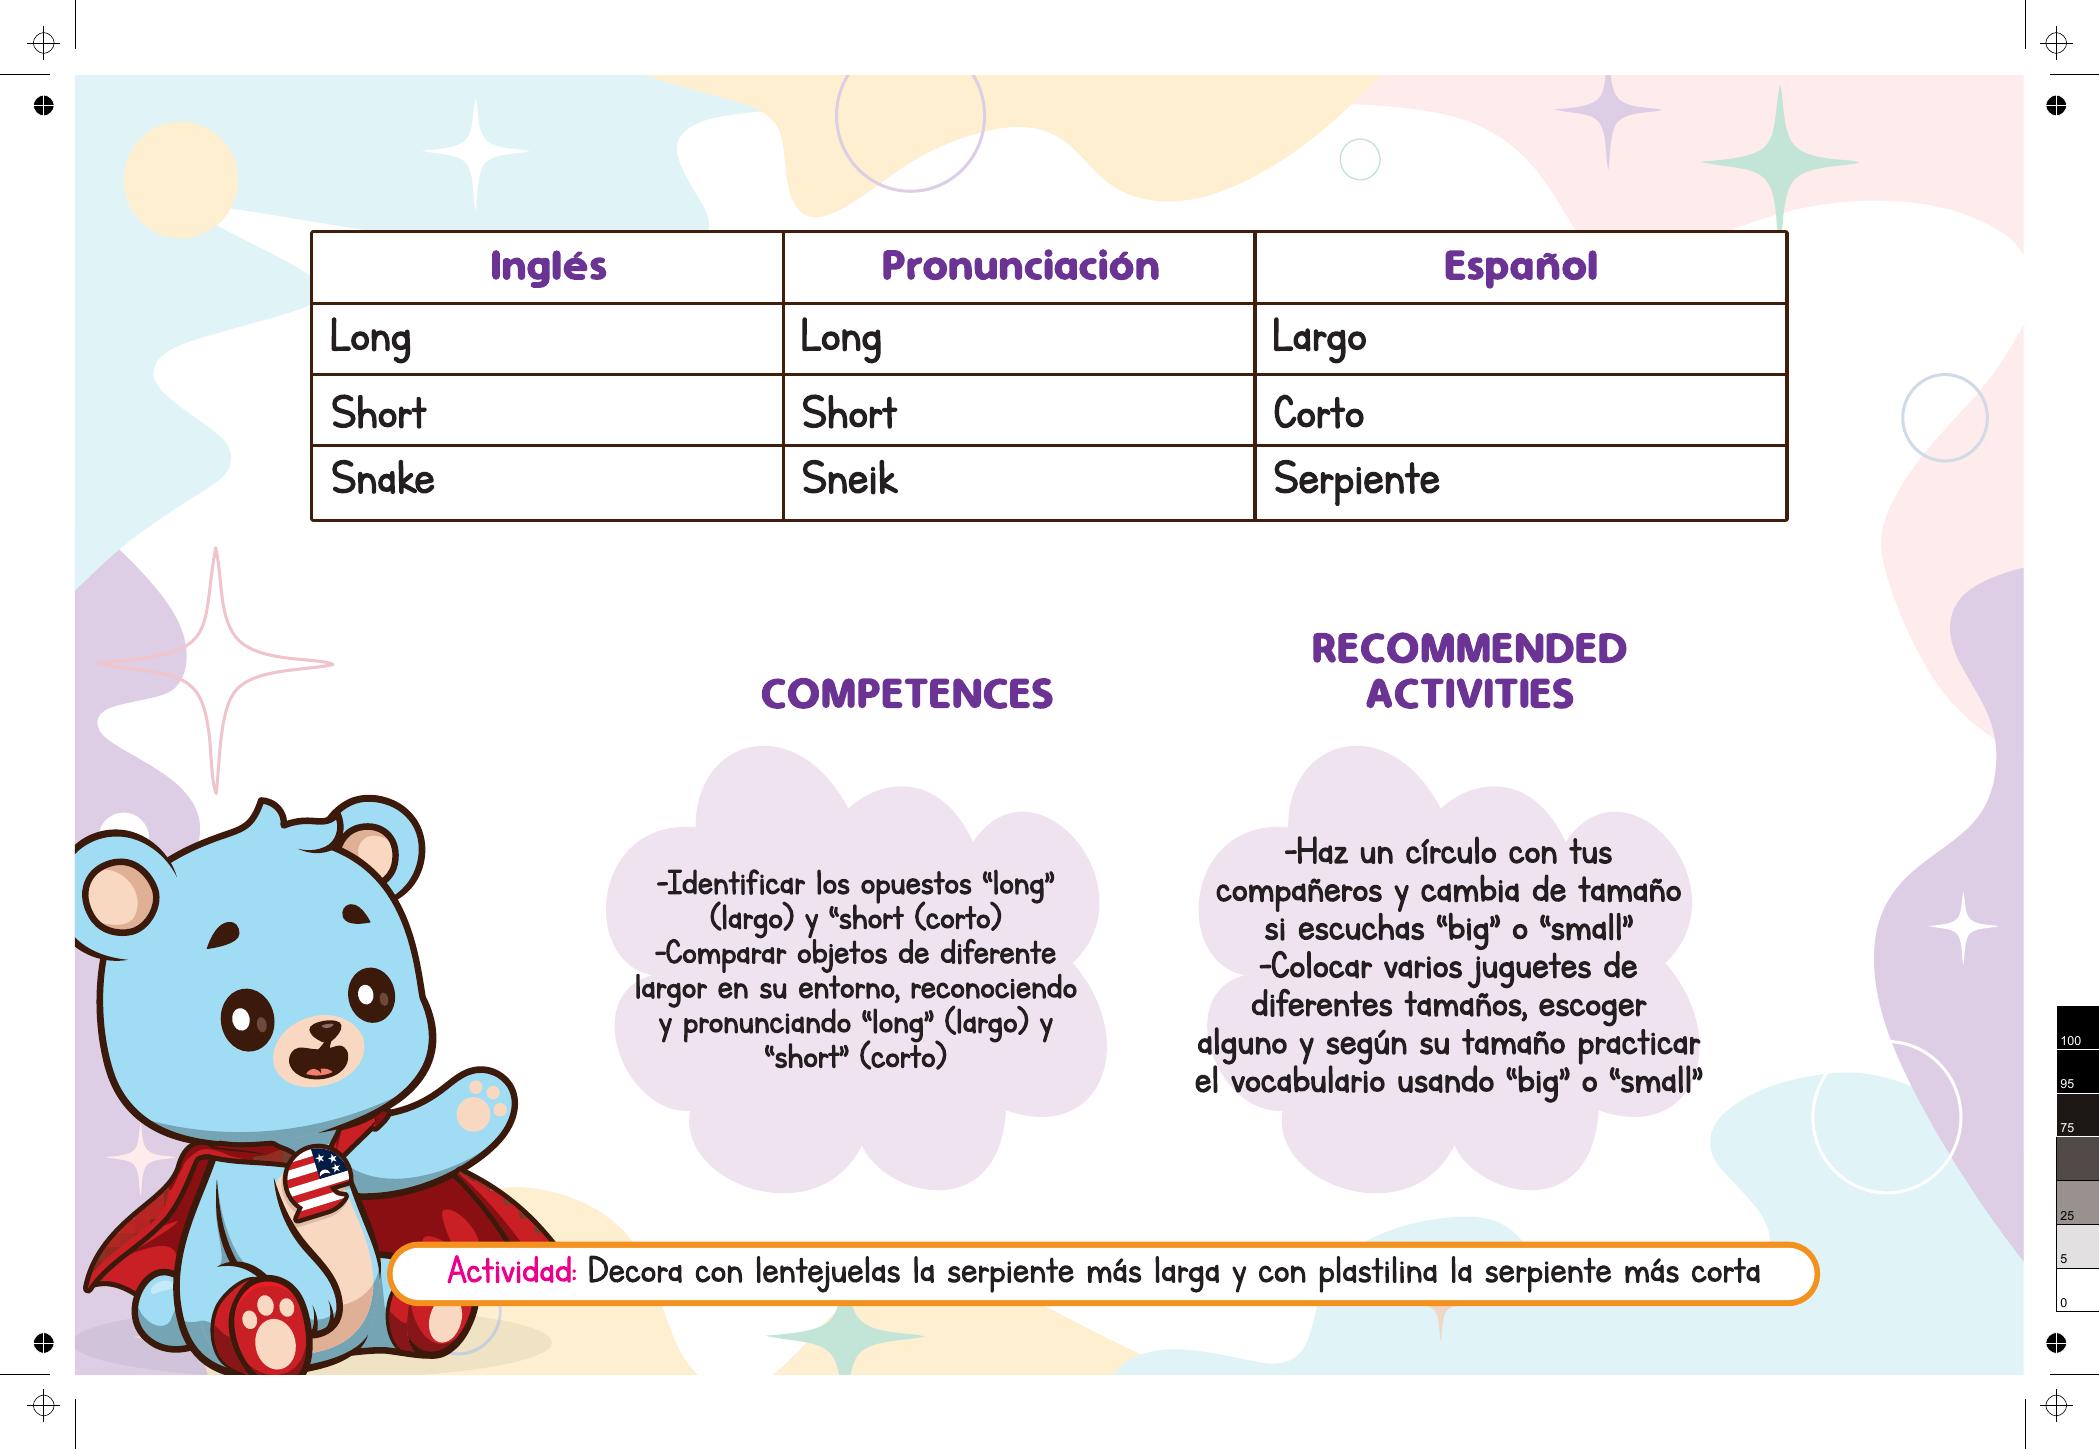 Inglés Pronunciación Español
Long Long Largo
Short Short Corto
Snake Sneik Serpiente
COMPETENCES
-Identificar los opuestos “long”
(largo) y “short (corto)
-Comparar objetos de diferente
largor en su entorno, reconociendo
y pronunciando “long” (largo) y
“short” (corto)
RECOMMENDED
ACTIVITIES
-Haz un círculo con tus
compañeros y cambia de tamaño
si escuchas “big” o “small”
-Colocar varios juguetes de
diferentes tamaños, escoger
alguno y según su tamaño practicar
el vocabulario usando “big” o “small”
Actividad: Decora con lentejuelas la serpiente más larga y con plastilina la serpiente más corta
100
95
75
25
5
0